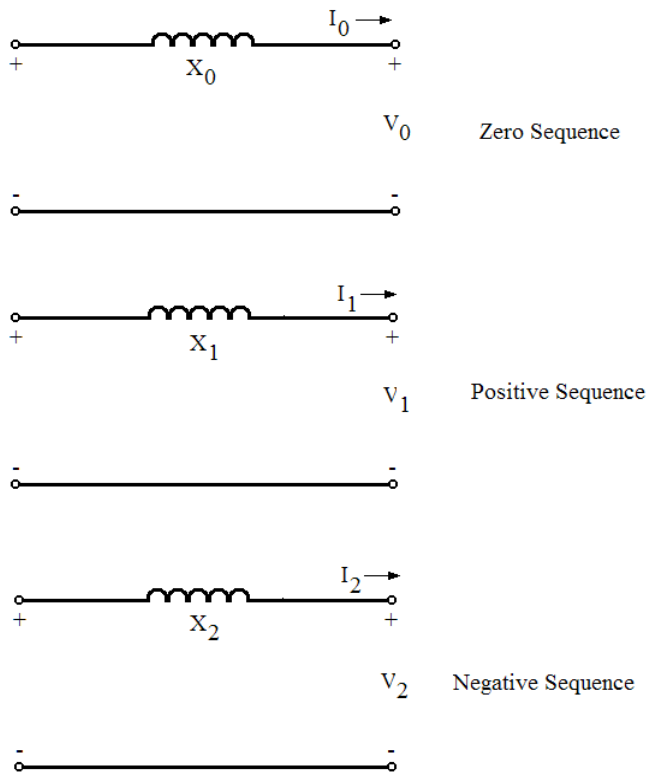 I0
+ X0 +
V0 Zero Sequence
- -
I1
+ X1 +
V1 Positive Sequence
- -
I2
+ X2 +
V2 Negative Sequence
- -